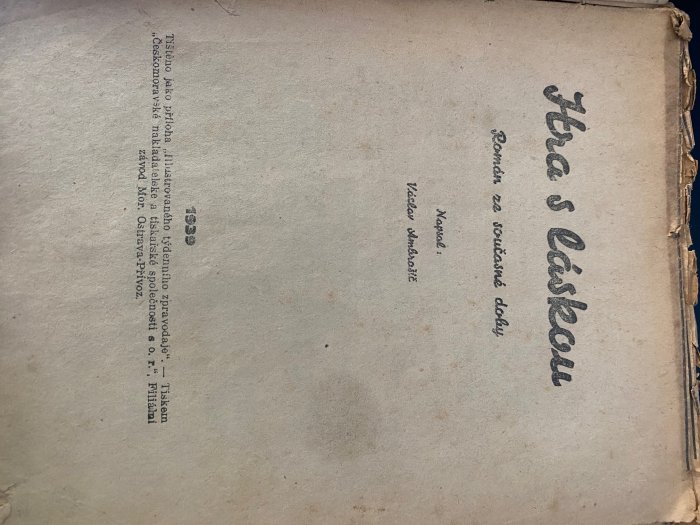 Hra s láskou
Román ze současné doby
Napsal:
Václav Ambrožič
1939
Tištěno jako příloha „Illustrovaného týdenního zpravodaje“. — Tiskem
„Českomoravské nakladatelské a tiskařské společnosti s o. r.“, Filiální
závod Mor. Ostrava-Přívoz.